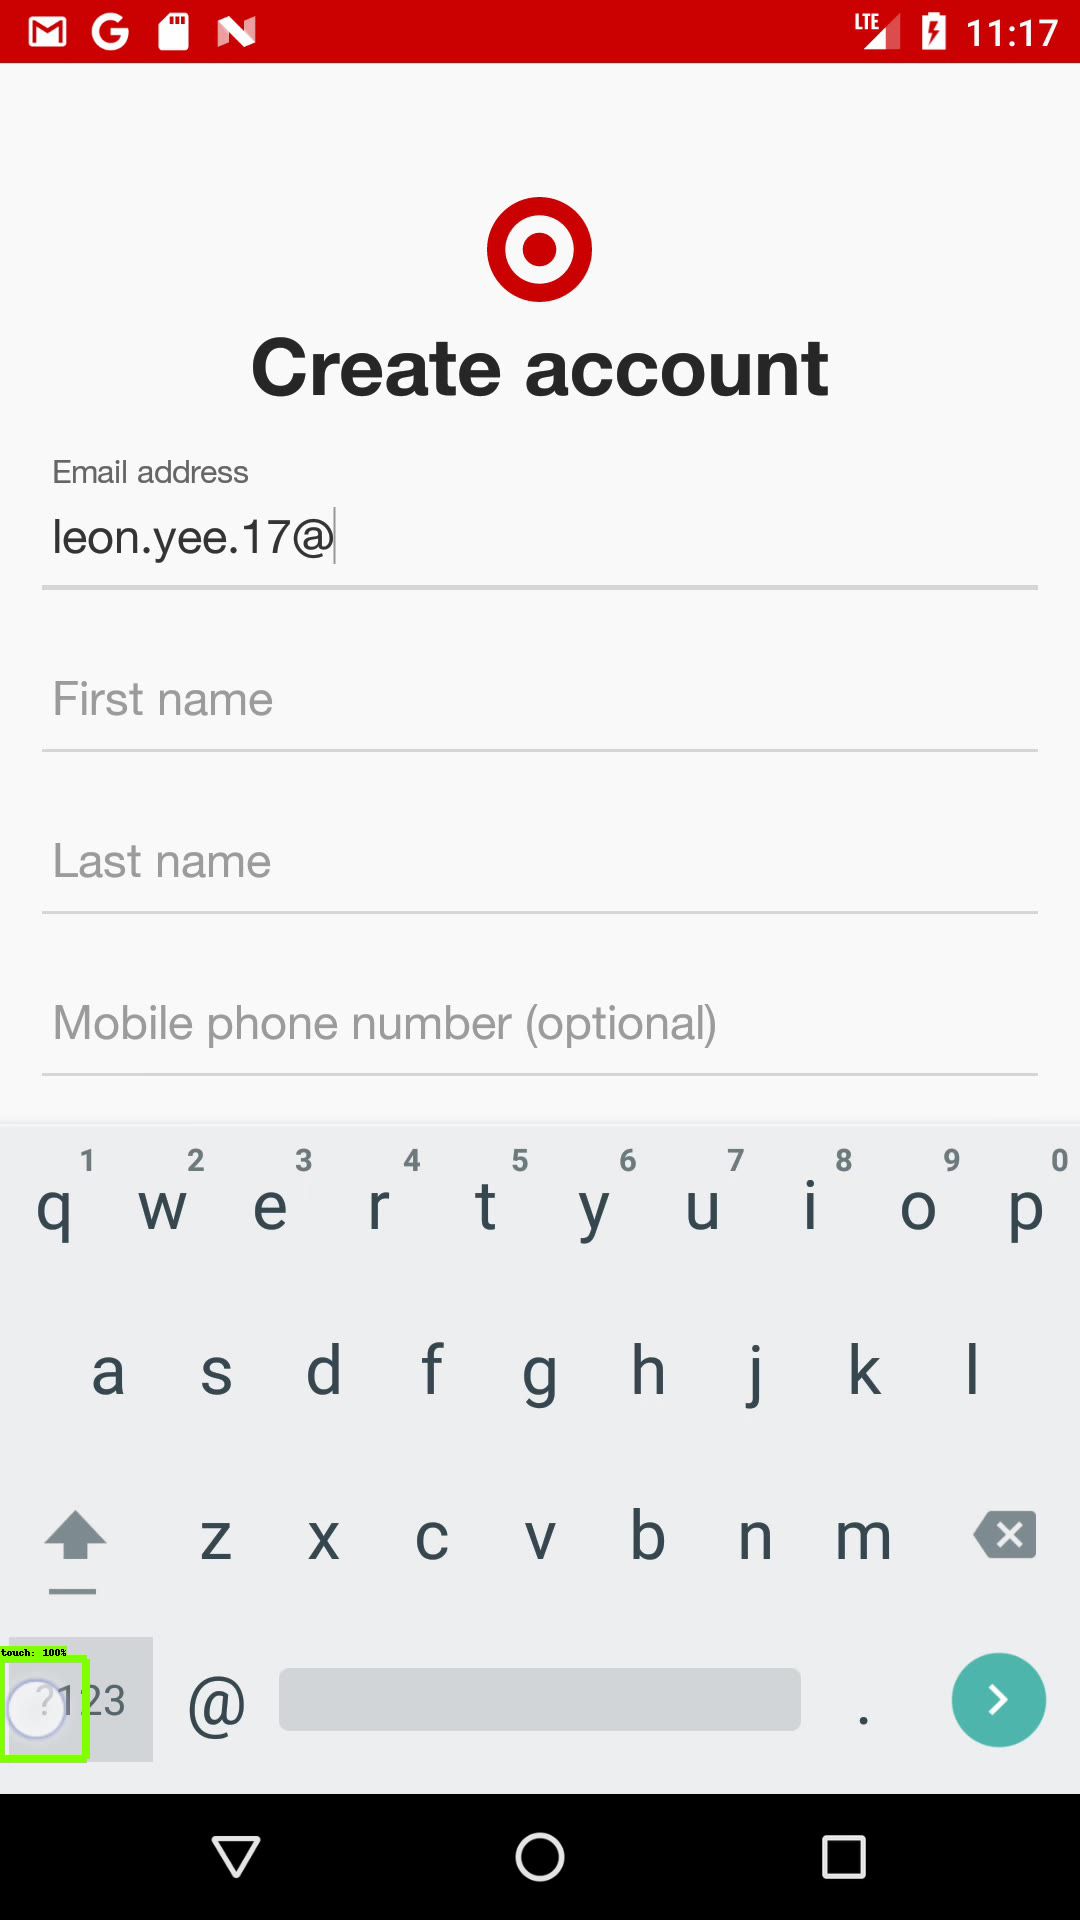 LTE 11:17
Create account
Email address
leon.yee.17@
First name
Last name
Mobile phone number (optional)
1 2 3 4 5 6 7 8 9 0
q w e r t y u i o p
a s d f g h j k l
z x c v b n m
touch: 100%
?123 @ .